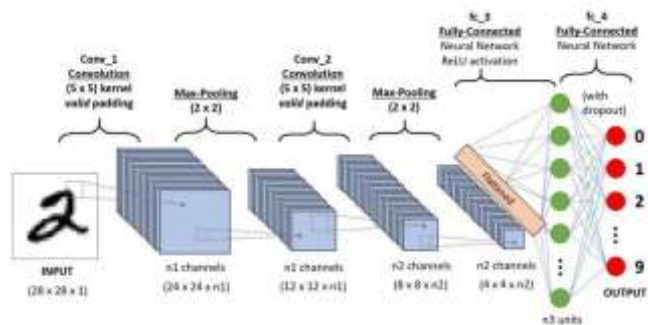 fc_3
Fully-Connected
Neural Network
ReLU activation
fc_4
Fully-Connected
Neural Network
Conv_1
Convolution
(5 x 5) kernel
valid padding
Max-Pooling
(2 x 2)
Conv_2
Convolution
(5 x 5) kernel
valid padding
Max-Pooling
(2 x 2)
(with
dropout)
2
Flattened
0
1
2
9
INPUT
(28 x 28 x 1)
n1 channels
(24 x 24 x n1)
n1 channels
(12 x 12 x n1)
n2 channels
(8 x 8 x n2)
n2 channels
(4 x 4 x n2)
n3 units
OUTPUT